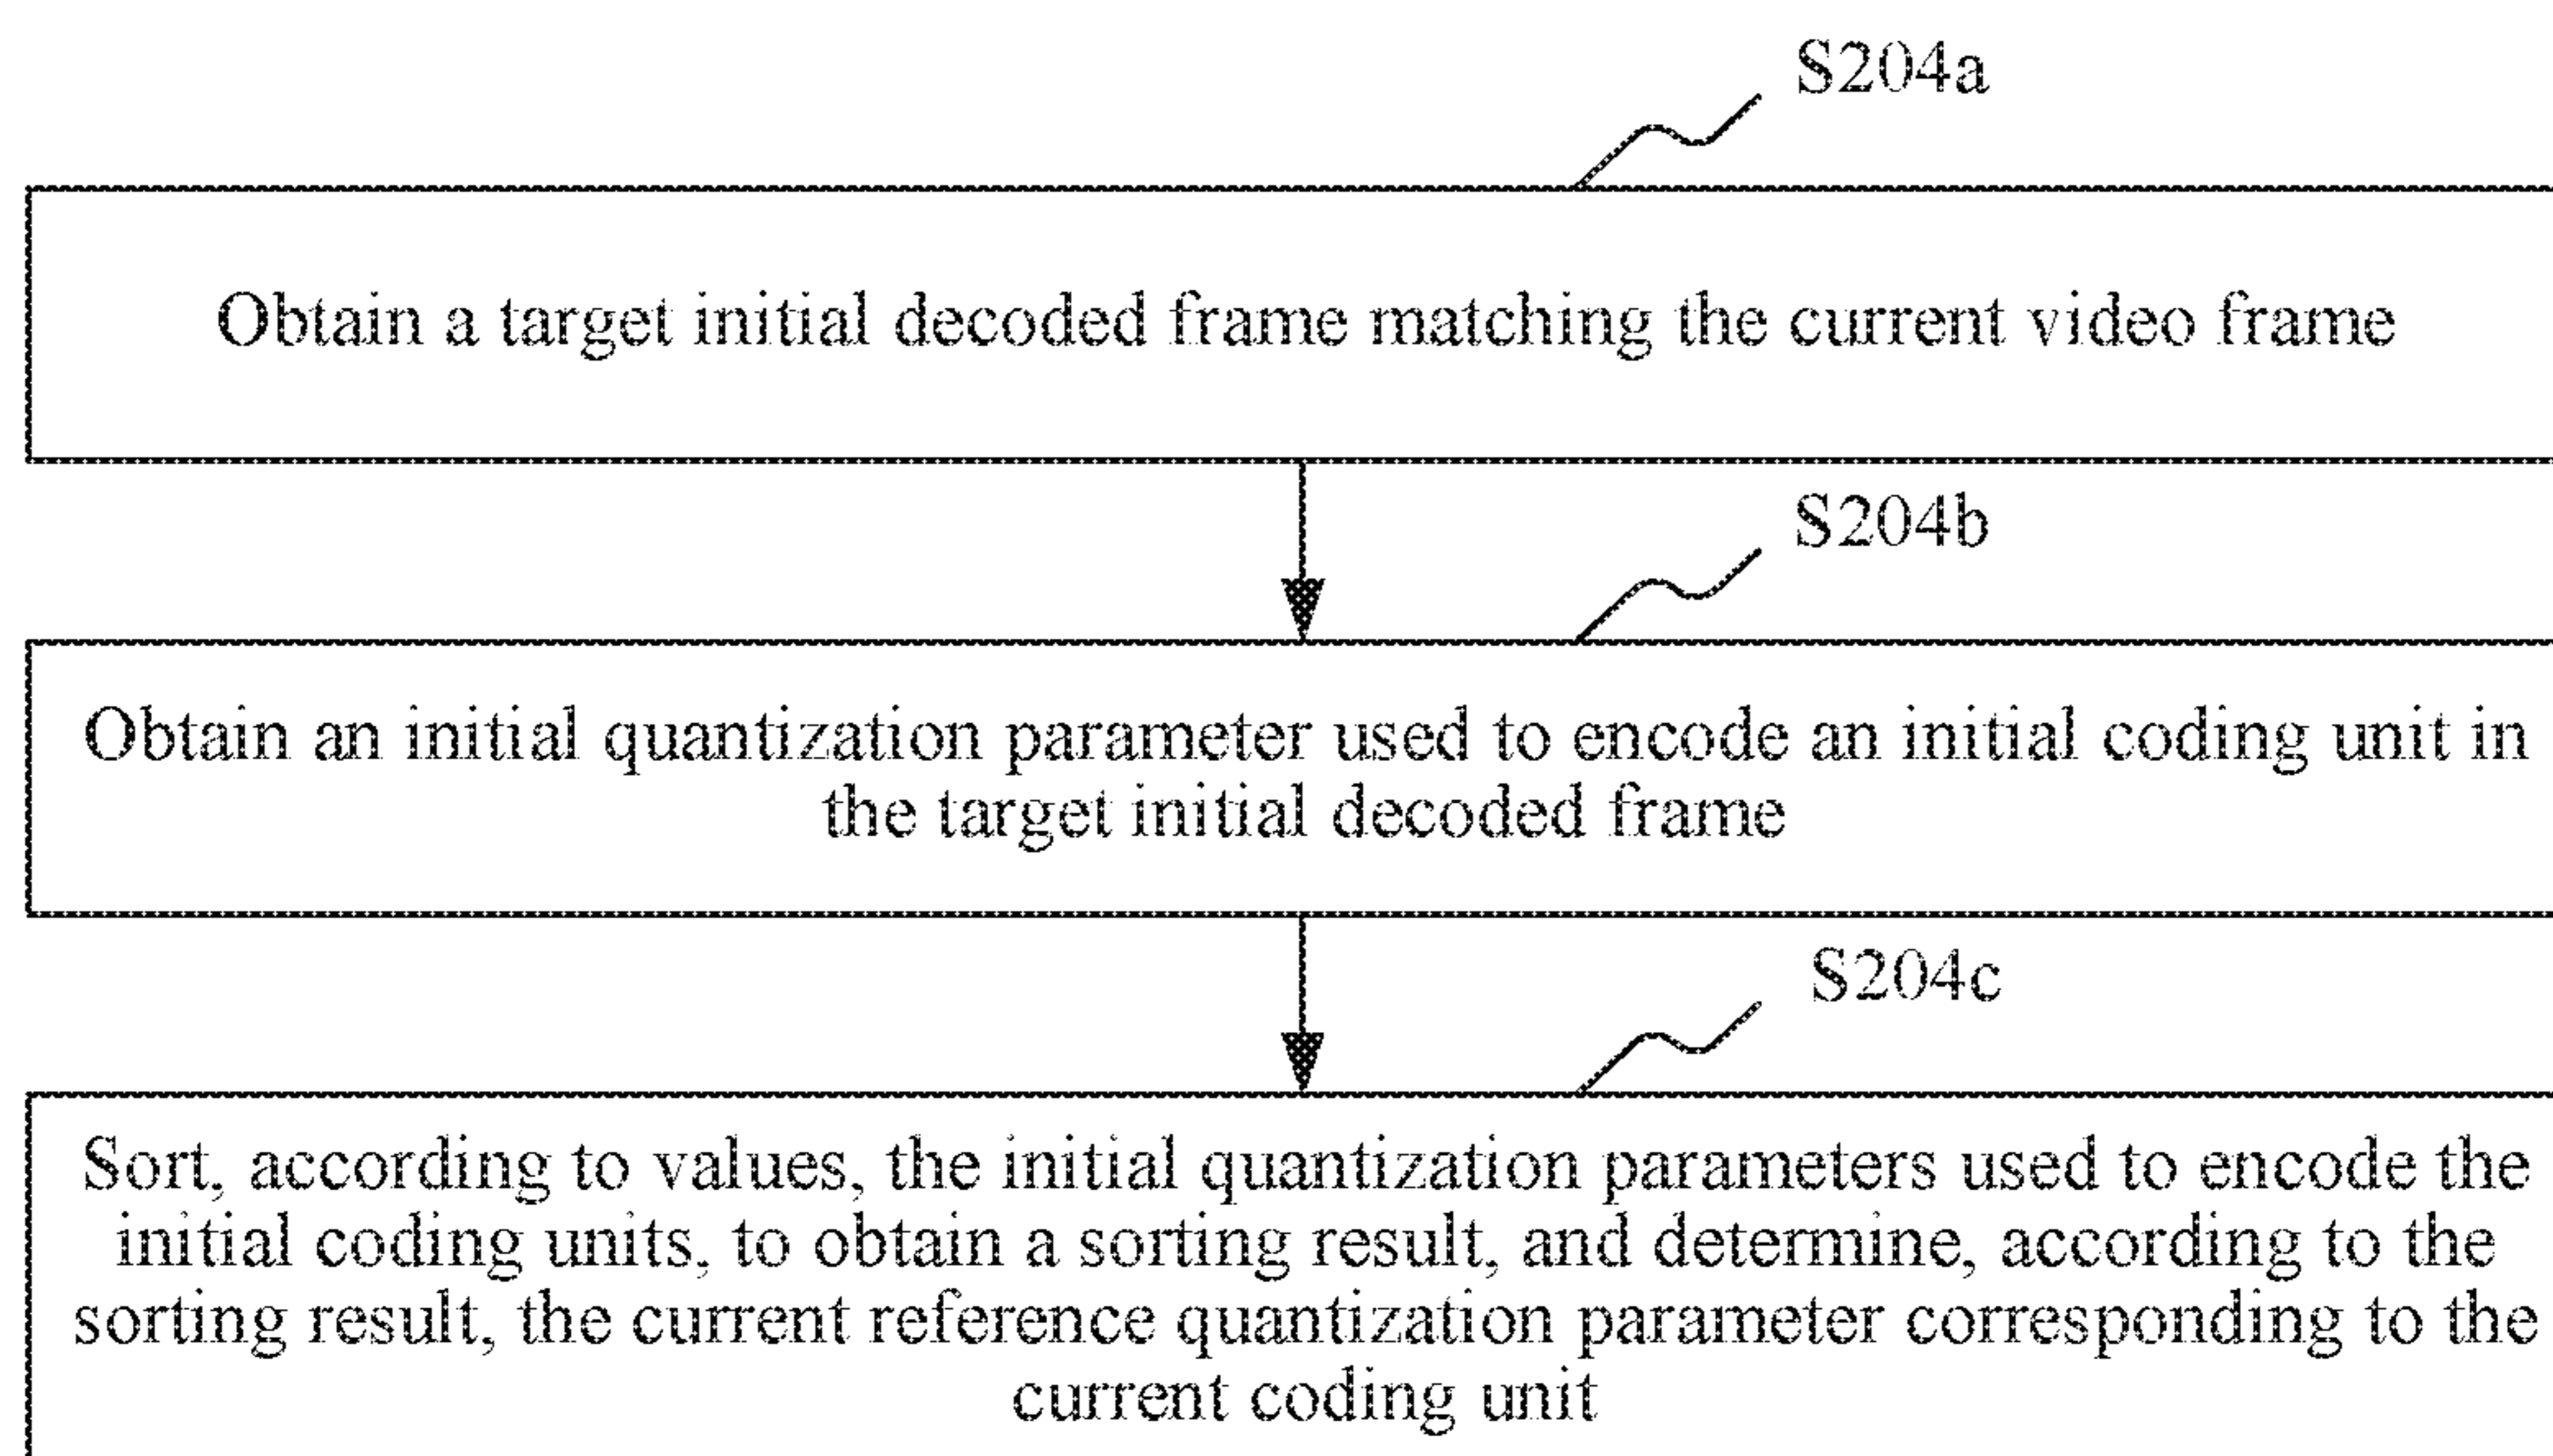 S204a
Obtain a target initial decoded frame matching the current video frame
S204b
Obtain an initial quantization parameter used to encode an initial coding unit in
the target initial decoded frame
S204c
Sort, according to values, the initial quantization parameters used to encode the
initial coding units, to obtain a sorting result, and determine, according to the
sorting result, the current reference quantization parameter corresponding to the
current coding unit